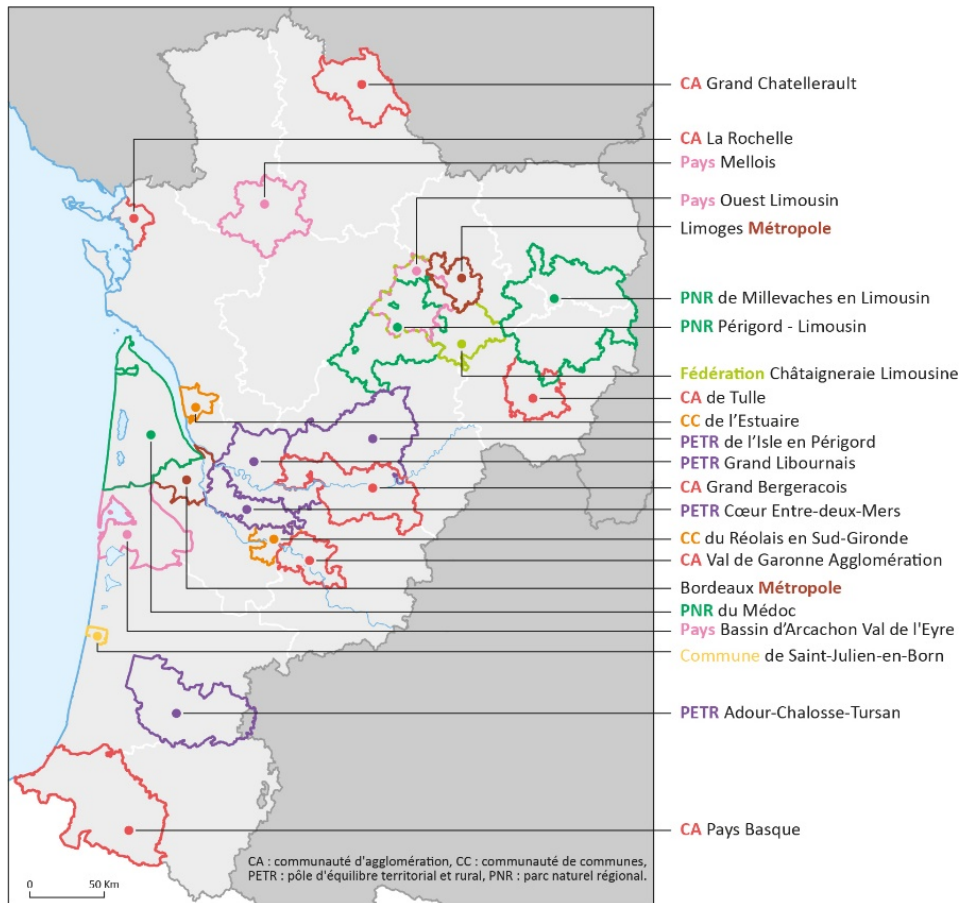 CA Grand Chatellerault
CA La Rochelle
Pays Mellois
Pays Ouest Limousin
Limoges Métropole
PNR de Millevaches en Limousin
PNR Périgord - Limousin
Fédération Châtaigneraie Limousine
CA de Tulle
CC de l’Estuaire
PETR de l’Isle en Périgord
PETR Grand Libournais
CA Grand Bergeracois
PETR Cœur Entre-deux-Mers
CC du Réolais en Sud-Gironde
CA Val de Garonne Agglomération
Bordeaux Métropole
PNR du Médoc
Pays Bassin d’Arcachon Val de l'Eyre
Commune de Saint-Julien-en-Born
PETR Adour-Chalosse-Tursan
CA Pays Basque
CA : communauté d'agglomération, CC : communauté de communes,
PETR : pôle d'équilibre territorial et rural, PNR : parc naturel régional.
0 50 Km